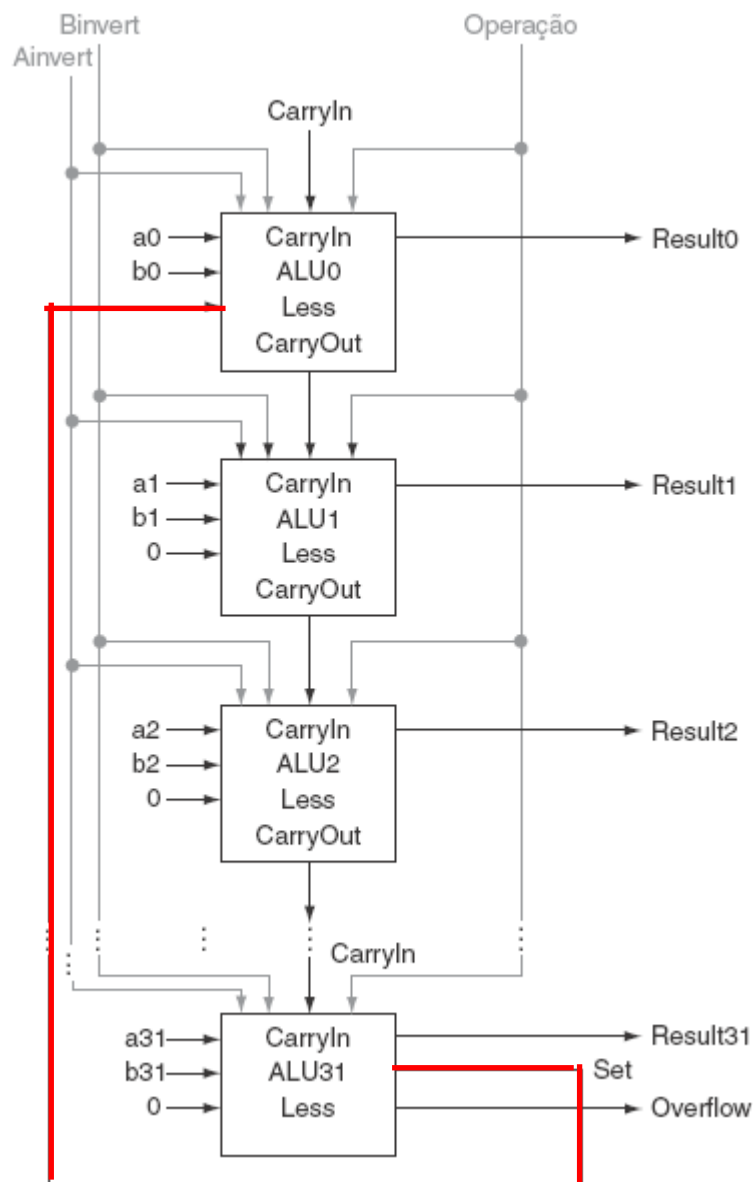 Binvert
Operação
Ainvert
CarryIn
a0 CarryIn Result0
b0 ALU0
Less
CarryOut
a1 CarryIn Result1
b1 ALU1
0 Less
CarryOut
a2 CarryIn Result2
b2 ALU2
0 Less
CarryOut
CarryIn
a31 CarryIn Result31
b31 ALU31 Set
0 Less Overflow